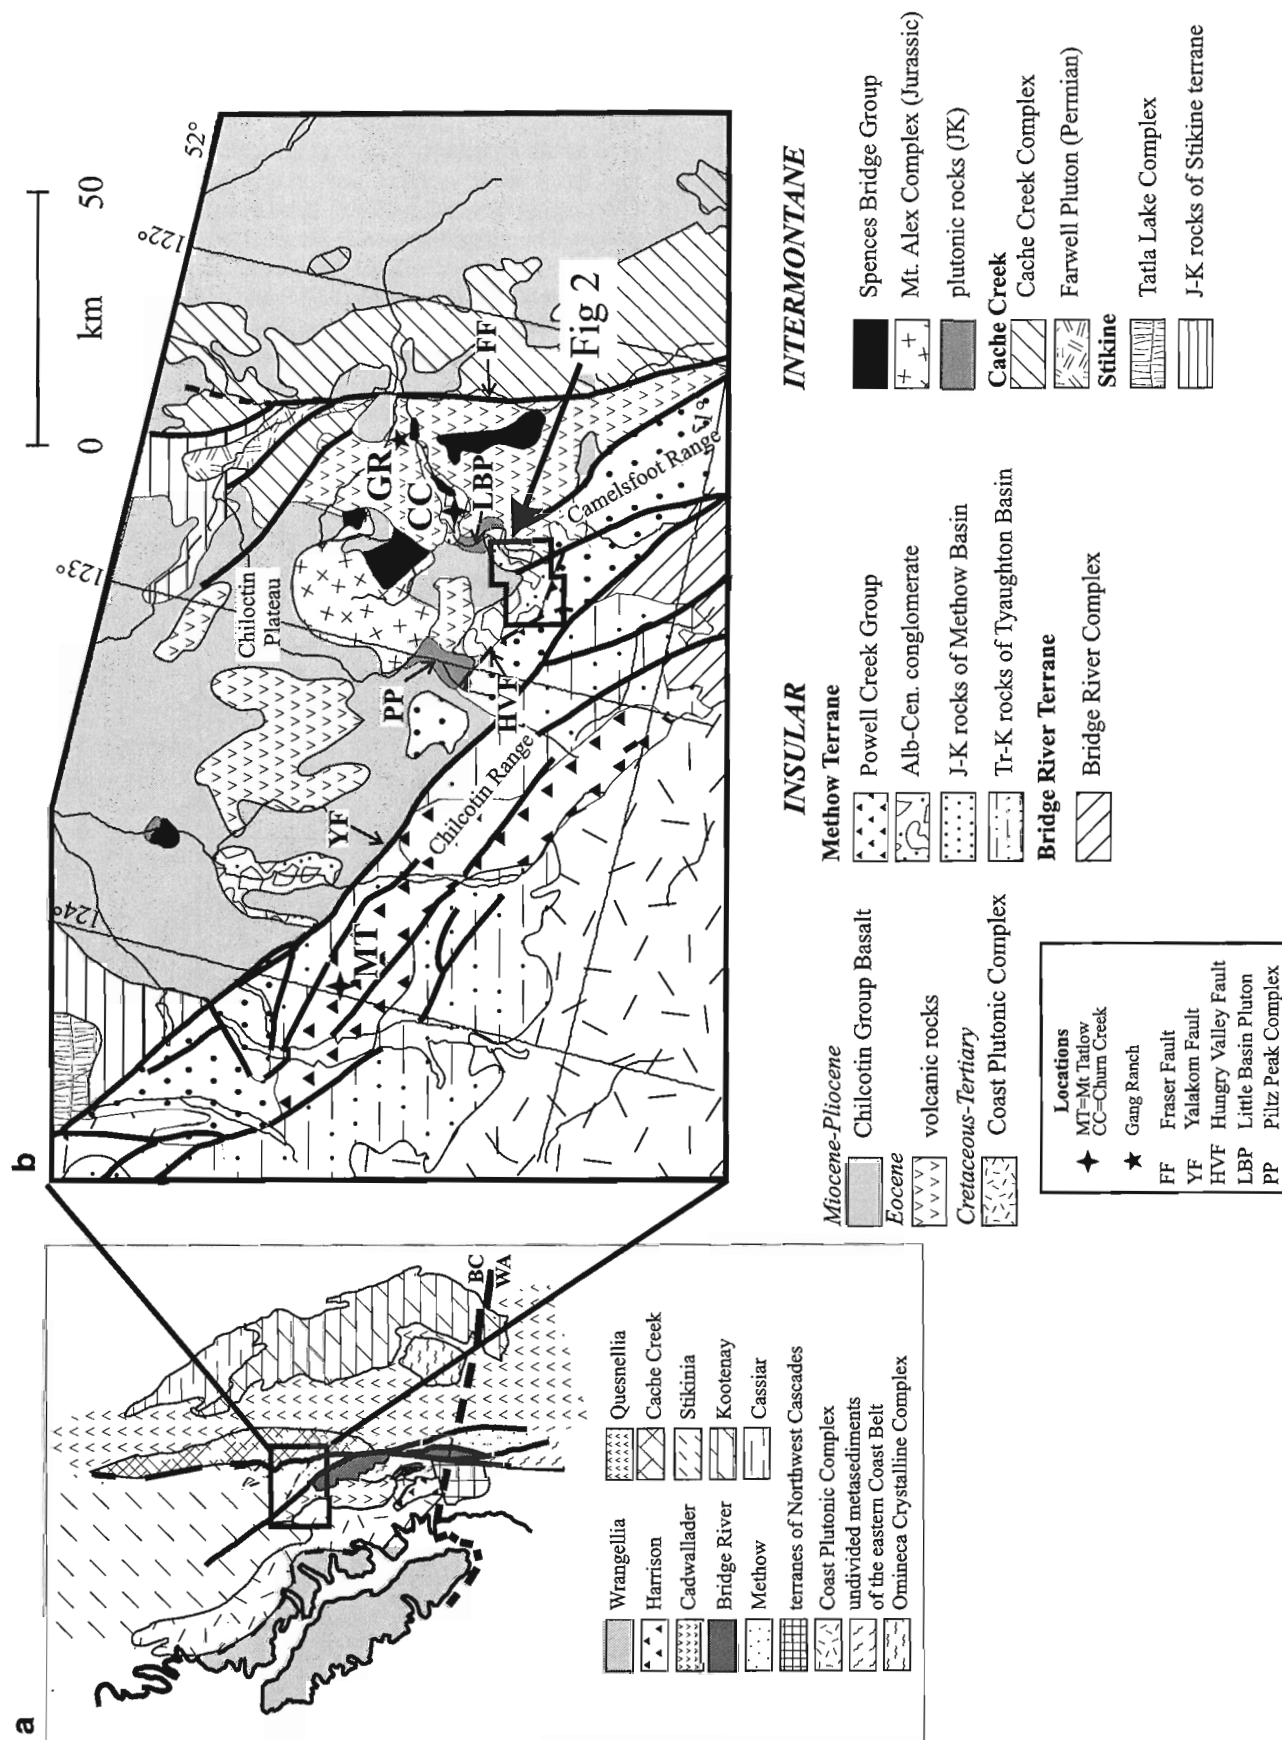 a
BC
WA
Wrangellia
Harrison
Cadwallader
Bridge River
Methow
terranes of Northwest Cascades
Coast Plutonic Complex
undivided metasediments
of the eastern Coast Belt
Omineca Crystalline Complex
Quesnellia
Cache Creek
Stikinia
Kootenay
Cassiar
b
0 km 50
52°
122°
123°
124°
51°
Chiloctin
Plateau
GR
CC
LBP
FF
Fig 2
PP
HVF
YF
MT
Chilcotin Range
Camelsfoot Range
Miocene-Pliocene
Chilcotin Group Basalt
Eocene
volcanic rocks
Cretaceous-Tertiary
Coast Plutonic Complex
Locations
MT=Mt Tatlow
CC=Churn Creek
Gang Ranch
FF Fraser Fault
YF Yalakom Fault
HVF Hungry Valley Fault
LBP Little Basin Pluton
PP Piltz Peak Complex
INSULAR
Methow Terrane
Powell Creek Group
Alb-Cen. conglomerate
J-K rocks of Methow Basin
Tr-K rocks of Tyaughton Basin
Bridge River Terrane
Bridge River Complex
INTERMONTANE
Spences Bridge Group
Mt. Alex Complex (Jurassic)
plutonic rocks (JK)
Cache Creek
Cache Creek Complex
Farwell Pluton (Permian)
Stikine
Tatla Lake Complex
J-K rocks of Stikine terrane